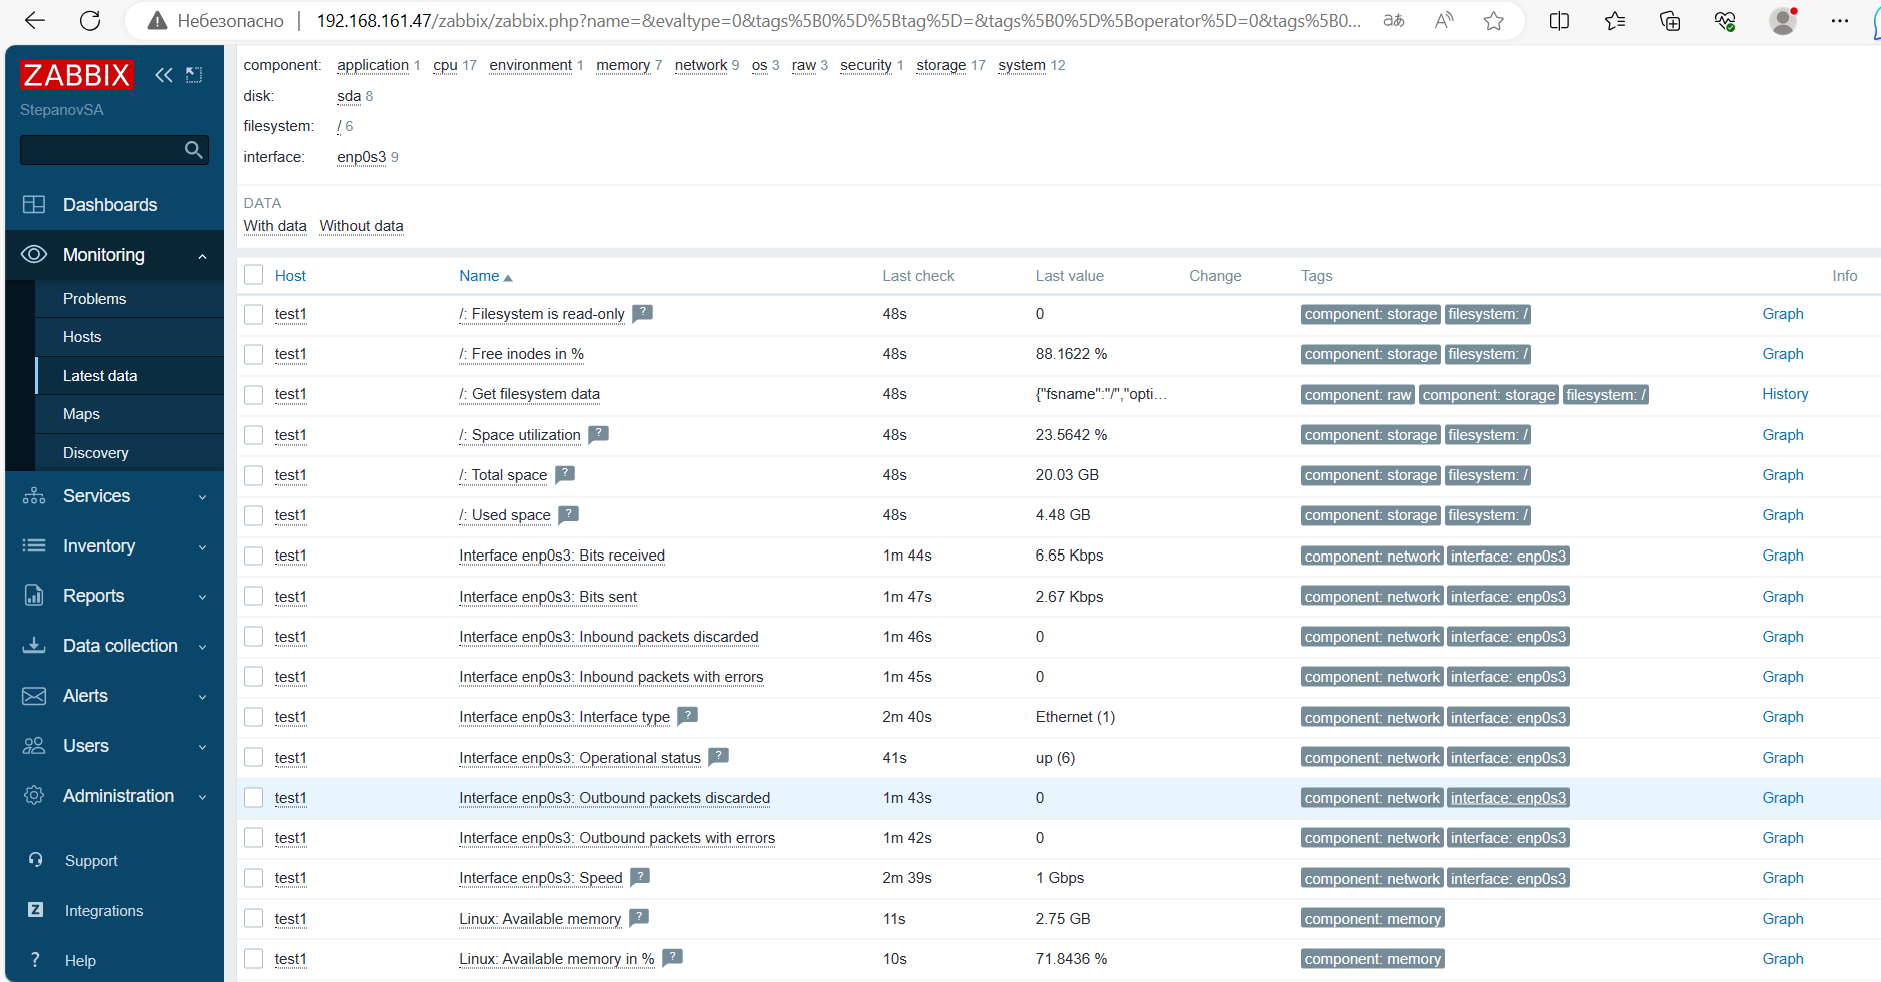 Небезопасно 192.168.161.47/zabbix/zabbix.php?name=&evaltype=0&tags%5B0%5D%5Btag%5D=&tags%5B0%5D%5Boperator%5D=0&tags%5B0...
ZABBIX
StepanovSA
Dashboards
Monitoring
Problems
Hosts
Latest data
Maps
Discovery
Services
Inventory
Reports
Data collection
Alerts
Users
Administration
Support
Z Integrations
? Help
component: application 1 cpu 17 environment 1 memory 7 network 9 os 3 raw 3 security 1 storage 17 system 12
disk: sda 8
filesystem: / 6
interface: enp0s3 9
DATA
With data Without data
Host Name Last check Last value Change Tags Info
test1 /: Filesystem is read-only ? 48s 0 component: storage filesystem: / Graph
test1 /: Free inodes in % 48s 88.1622 % component: storage filesystem: / Graph
test1 /: Get filesystem data 48s {"fsname":"/","opti... component: raw component: storage filesystem: / History
test1 /: Space utilization ? 48s 23.5642 % component: storage filesystem: / Graph
test1 /: Total space ? 48s 20.03 GB component: storage filesystem: / Graph
test1 /: Used space ? 48s 4.48 GB component: storage filesystem: / Graph
test1 Interface enp0s3: Bits received 1m 44s 6.65 Kbps component: network interface: enp0s3 Graph
test1 Interface enp0s3: Bits sent 1m 47s 2.67 Kbps component: network interface: enp0s3 Graph
test1 Interface enp0s3: Inbound packets discarded 1m 46s 0 component: network interface: enp0s3 Graph
test1 Interface enp0s3: Inbound packets with errors 1m 45s 0 component: network interface: enp0s3 Graph
test1 Interface enp0s3: Interface type ? 2m 40s Ethernet (1) component: network interface: enp0s3 Graph
test1 Interface enp0s3: Operational status ? 41s up (6) component: network interface: enp0s3 Graph
test1 Interface enp0s3: Outbound packets discarded 1m 43s 0 component: network interface: enp0s3 Graph
test1 Interface enp0s3: Outbound packets with errors 1m 42s 0 component: network interface: enp0s3 Graph
test1 Interface enp0s3: Speed ? 2m 39s 1 Gbps component: network interface: enp0s3 Graph
test1 Linux: Available memory ? 11s 2.75 GB component: memory Graph
test1 Linux: Available memory in % ? 10s 71.8436 % component: memory Graph